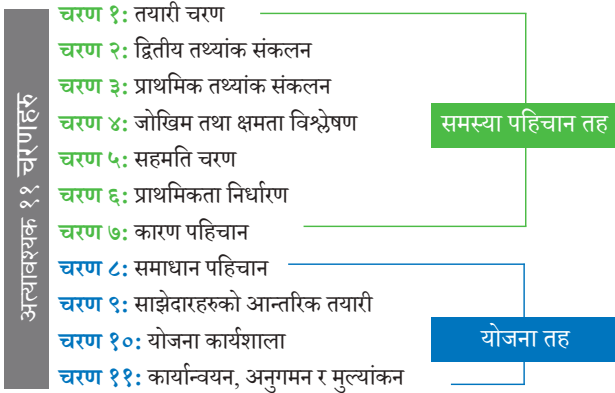 अत्यावश्यक ११ चरणहरु
चरण १: तयारी चरण
चरण २: द्वितीय तथ्यांक संकलन
चरण ३: प्राथमिक तथ्यांक संकलन
चरण ४: जोखिम तथा क्षमता विश्लेषण
चरण ५: सहमति चरण
चरण ६: प्राथमिकता निर्धारण
चरण ७: कारण पहिचान
समस्या पहिचान तह
चरण ८: समाधान पहिचान
चरण ९: साझेदारहरुको आन्तरिक तयारी
चरण १०: योजना कार्यशाला
चरण ११: कार्यान्वयन, अनुगमन र मुल्यांकन
योजना तह